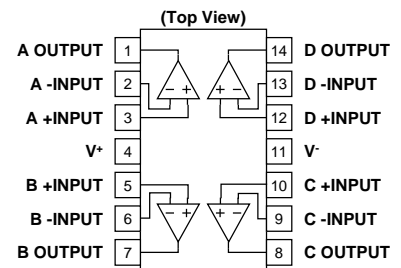 (Top View)
A OUTPUT 1 14 D OUTPUT
A -INPUT 2 13 D -INPUT
A +INPUT 3 12 D +INPUT
V+ 4 11 V-
B +INPUT 5 10 C +INPUT
B -INPUT 6 9 C -INPUT
B OUTPUT 7 8 C OUTPUT